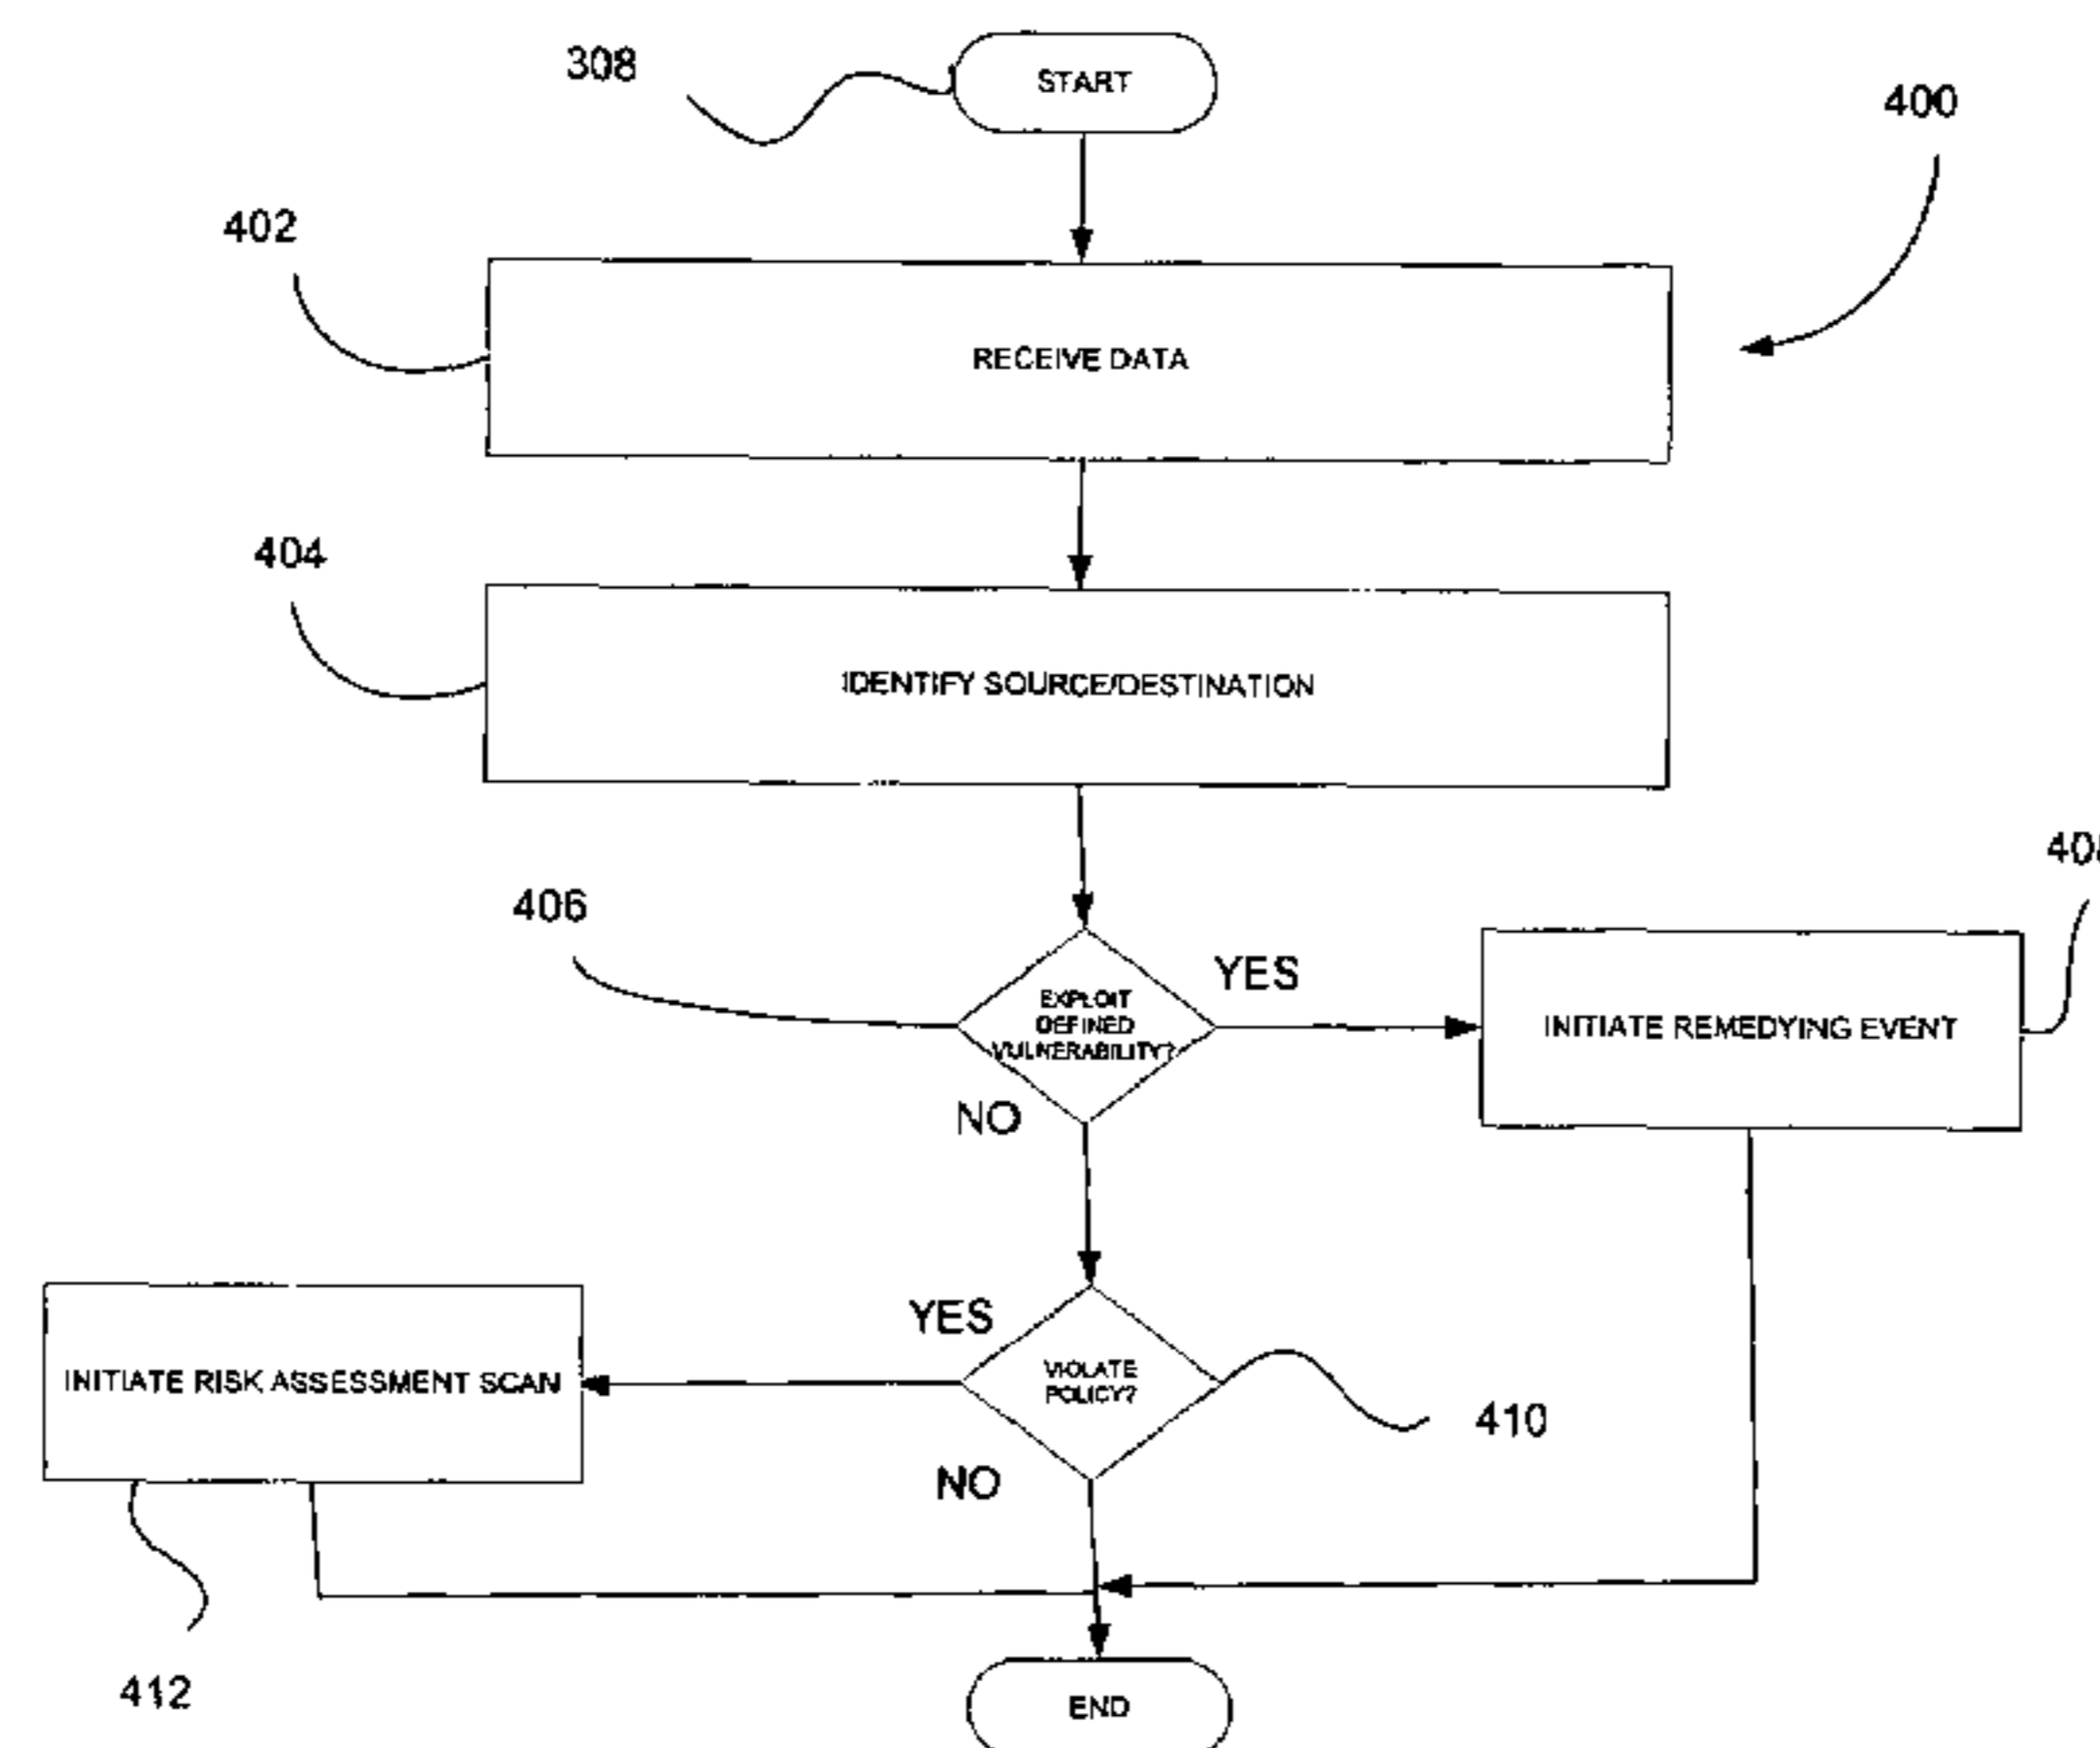 308
START
400
402
RECEIVE DATA
404
IDENTIFY SOURCE/DESTINATION
406
YES
EXPLOIT
DEFINED
VULNERABILITY?
INITIATE REMEDYING EVENT
NO
YES
VIOLATE
POLICY?
INITIATE RISK ASSESSMENT SCAN
410
NO
412
END